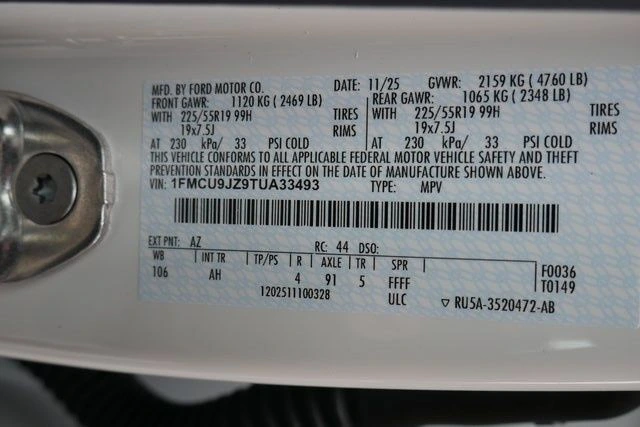 MFD. BY FORD MOTOR CO. DATE: 11/25 GVWR: 2159 KG (4760 LB)
FRONT GAWR: 1120 KG (2469 LB) REAR GAWR: 1065 KG (2348 LB)
WITH 225/55R19 99H TIRES WITH 225/55R19 99H TIRES
19x7.5J RIMS 19x7.5J RIMS
AT 230 kPa/ 33 PSI COLD AT 230 kPa/ 33 PSI COLD
THIS VEHICLE CONFORMS TO ALL APPLICABLE FEDERAL MOTOR VEHICLE SAFETY AND THEFT
PREVENTION STANDARDS IN EFFECT ON THE DATE OF MANUFACTURE SHOWN ABOVE.
VIN: 1FMCU9JZ9TUA33493 TYPE: MPV
EXT PNT: AZ RC: 44 DSO:
WB INT TR TP/PS R AXLE TR SPR F0036
106 AH 4 91 5 FFFF T0149
1202511100328 ULC ▽ RU5A-3520472-AB